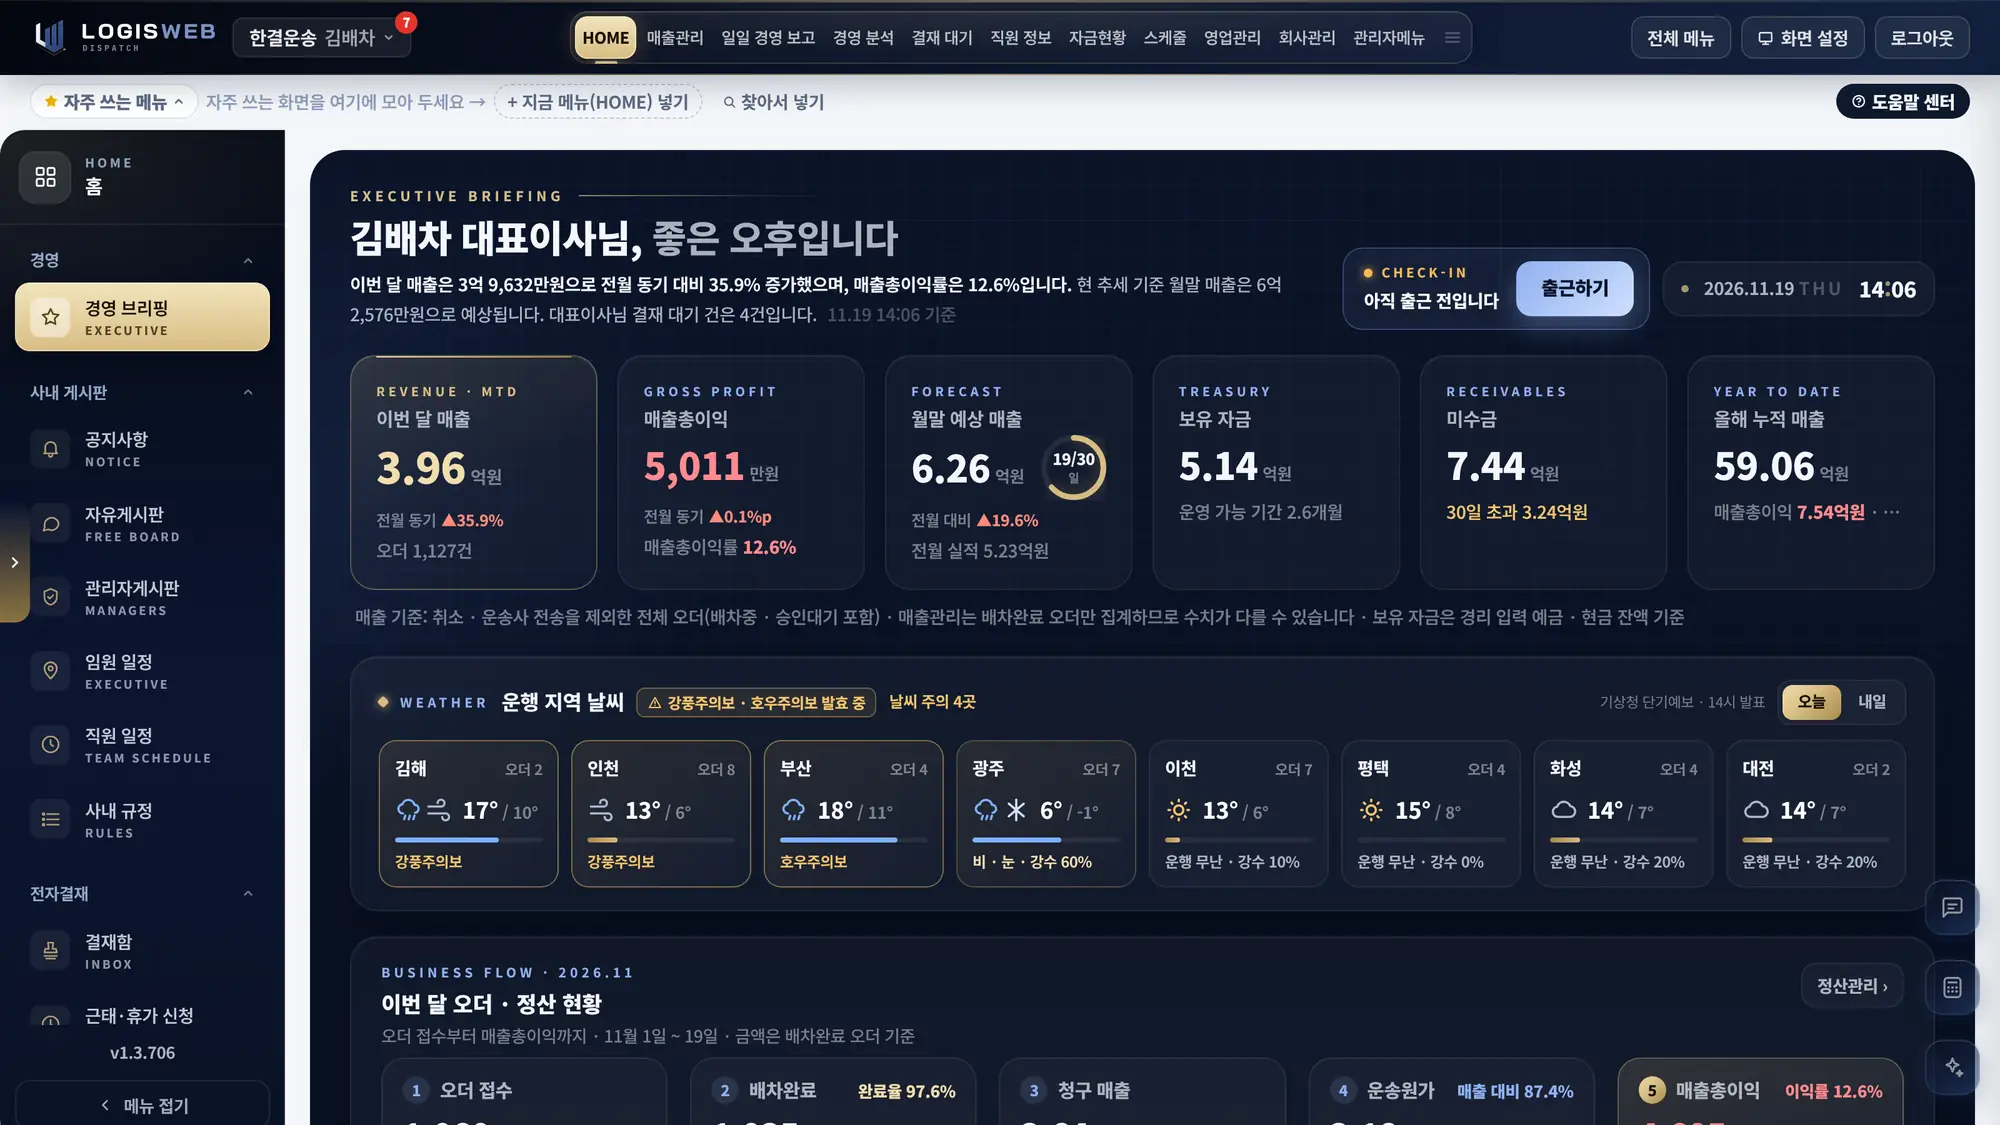 LOGISWEB
DISPATCH
한결운송 김배차
7
HOME
매출관리
일일 경영 보고
경영 분석
결재 대기
직원 정보
자금현황
스케줄
영업관리
회사관리
관리자메뉴
전체 메뉴
화면 설정
로그아웃
자주 쓰는 메뉴
자주 쓰는 화면을 여기에 모아 두세요 →
+ 지금 메뉴(HOME) 넣기
찾아서 넣기
도움말 센터
HOME
홈
경영
경영 브리핑
EXECUTIVE
사내 게시판
공지사항
NOTICE
자유게시판
FREE BOARD
관리자게시판
MANAGERS
임원 일정
EXECUTIVE
직원 일정
TEAM SCHEDULE
사내 규정
RULES
전자결재
결재함
INBOX
근태·휴가 신청
v1.3.706
메뉴 접기
EXECUTIVE BRIEFING
김배차 대표이사님, 좋은 오후입니다
이번 달 매출은 3억 9,632만원으로 전월 동기 대비 35.9% 증가했으며, 매출총이익률은 12.6%입니다. 현 추세 기준 월말 매출은 6억
2,576만원으로 예상됩니다. 대표이사님 결재 대기 건은 4건입니다. 11.19 14:06 기준
CHECK-IN
아직 출근 전입니다
출근하기
2026.11.19 THU 14:06
REVENUE · MTD
이번 달 매출
3.96 억원
전월 동기 ▲35.9%
오더 1,127건
GROSS PROFIT
매출총이익
5,011 만원
전월 동기 ▲0.1%p
매출총이익률 12.6%
FORECAST
월말 예상 매출
6.26 억원
19/30
일
전월 대비 ▲19.6%
전월 실적 5.23억원
TREASURY
보유 자금
5.14 억원
운영 가능 기간 2.6개월
RECEIVABLES
미수금
7.44 억원
30일 초과 3.24억원
YEAR TO DATE
올해 누적 매출
59.06 억원
매출총이익 7.54억원 · ···
매출 기준: 취소 · 운송사 전송을 제외한 전체 오더(배차중 · 승인대기 포함) · 매출관리는 배차완료 오더만 집계하므로 수치가 다를 수 있습니다 · 보유 자금은 경리 입력 예금 · 현금 잔액 기준
WEATHER 운행 지역 날씨
강풍주의보 · 호우주의보 발효 중
날씨 주의 4곳
기상청 단기예보 · 14시 발표
오늘
내일
김해 오더 2
17° / 10°
강풍주의보
인천 오더 8
13° / 6°
강풍주의보
부산 오더 4
18° / 11°
호우주의보
광주 오더 7
6° / -1°
비 · 눈 · 강수 60%
이천 오더 7
13° / 6°
운행 무난 · 강수 10%
평택 오더 4
15° / 8°
운행 무난 · 강수 0%
화성 오더 4
14° / 7°
운행 무난 · 강수 20%
대전 오더 2
14° / 7°
운행 무난 · 강수 20%
BUSINESS FLOW · 2026.11
이번 달 오더 · 정산 현황
오더 접수부터 매출총이익까지 · 11월 1일 ~ 19일 · 금액은 배차완료 오더 기준
정산관리 ›
1 오더 접수
2 배차완료 완료율 97.6%
3 청구 매출
4 운송원가 매출 대비 87.4%
5 매출총이익 이익률 12.6%